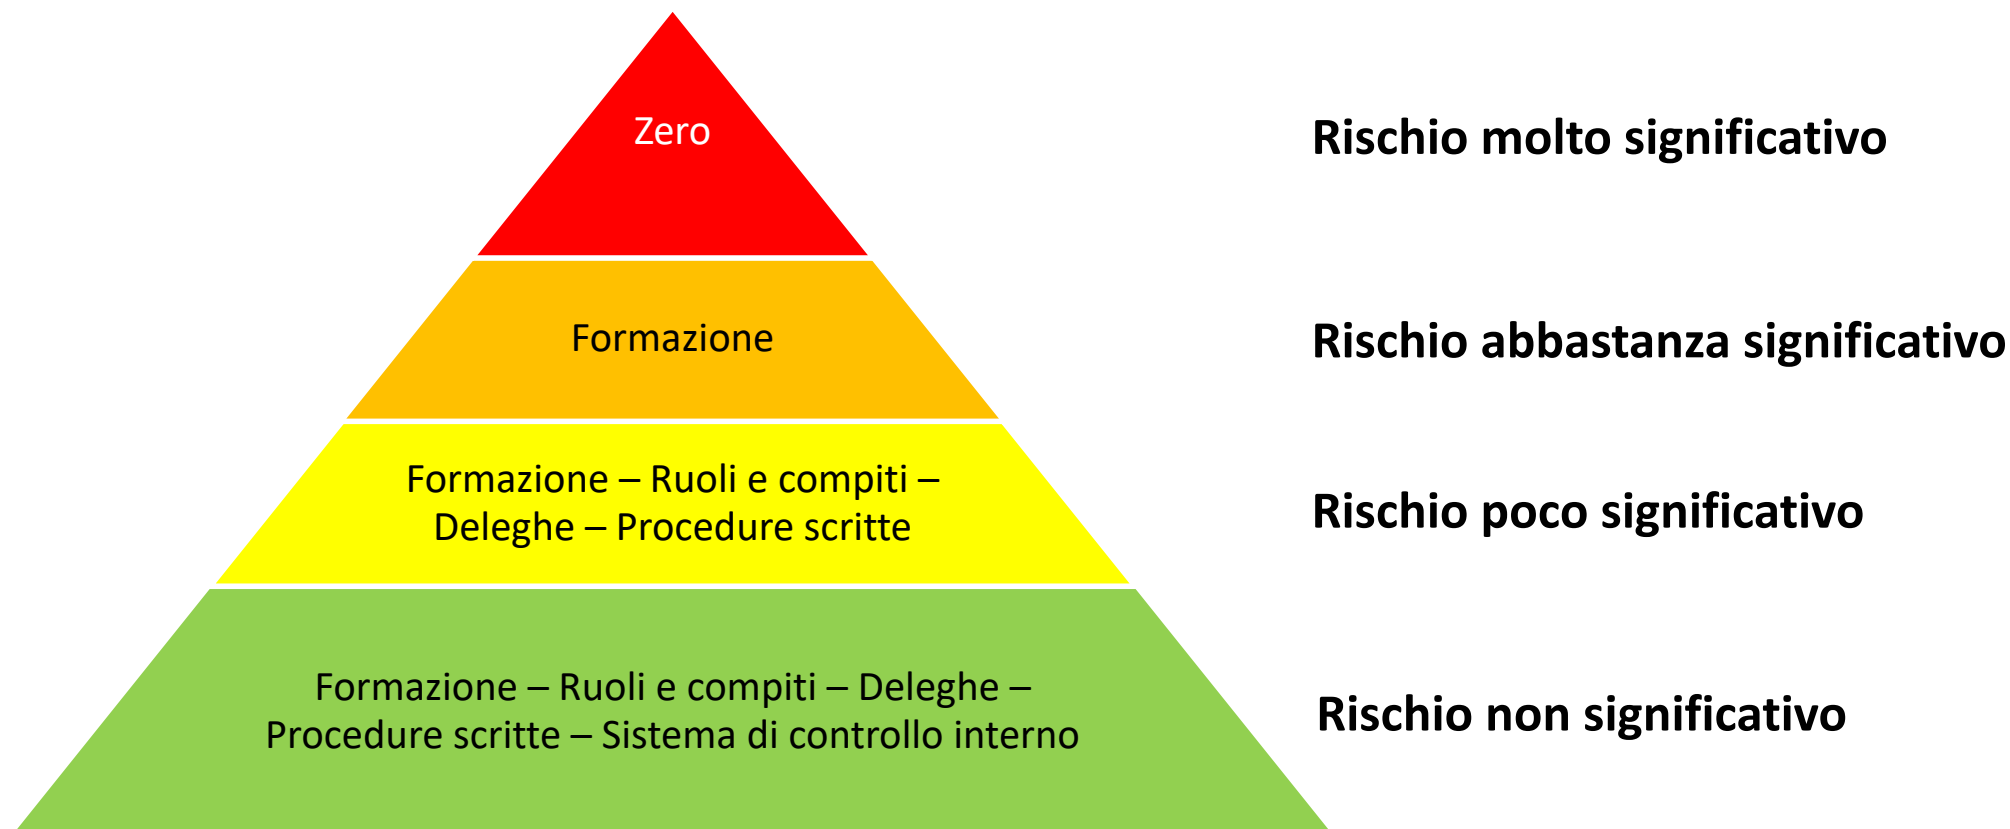 Zero
Rischio molto significativo
Formazione
Rischio abbastanza significativo
Formazione – Ruoli e compiti –
Deleghe – Procedure scritte
Rischio poco significativo
Formazione – Ruoli e compiti – Deleghe –
Procedure scritte – Sistema di controllo interno
Rischio non significativo